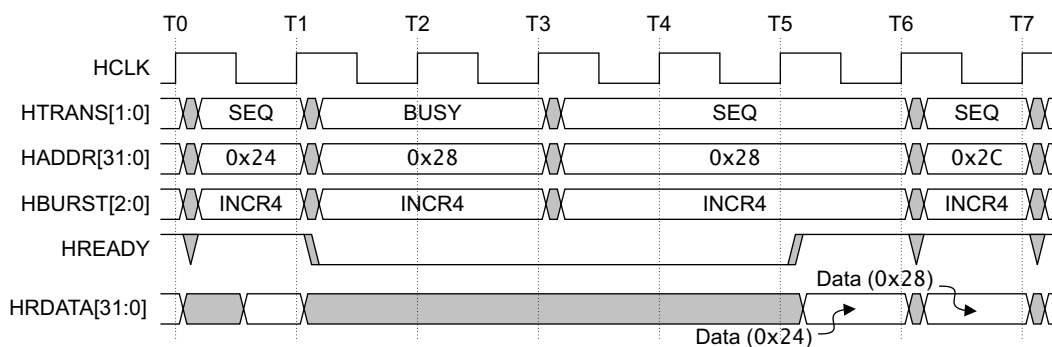 T0 T1 T2 T3 T4 T5 T6 T7
HCLK
HTRANS[1:0] SEQ BUSY SEQ SEQ
HADDR[31:0] 0x24 0x28 0x28 0x2C
HBURST[2:0] INCR4 INCR4 INCR4 INCR4
HREADY
Data (0x28)
HRDATA[31:0]
Data (0x24)